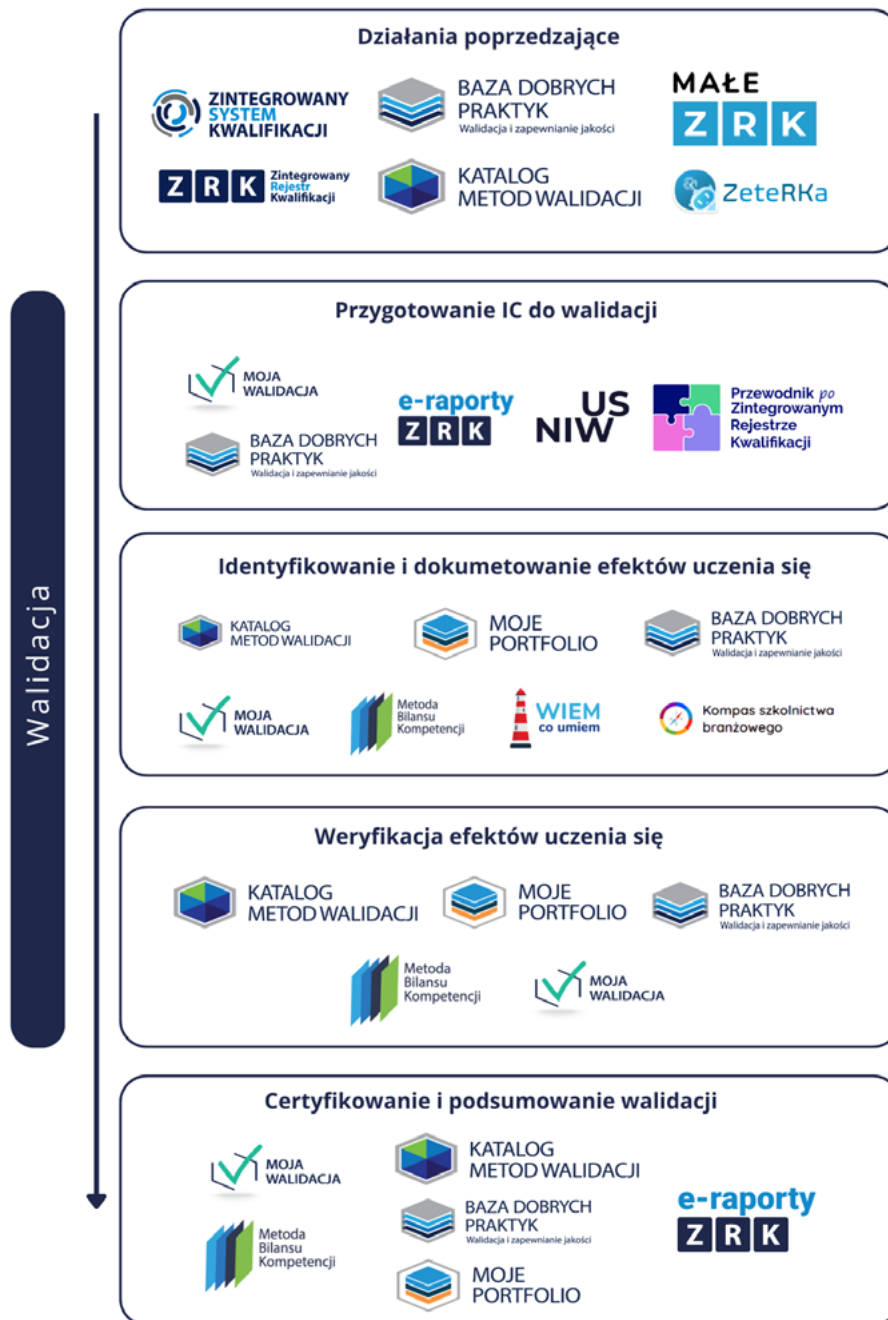 Działania poprzedzające
ZINTEGROWANY
SYSTEM
KWALIFIKACJI
BAZA DOBRYCH
PRAKTYK
Walidacja i zapewnianie jakości
MAŁE
ZRK
ZRK
Zintegrowany
Rejestr
Kwalifikacji
KATALOG
METOD WALIDACJI
ZeteRKa
Walidacja
Przygotowanie IC do walidacji
MOJA
WALIDACJA
BAZA DOBRYCH
PRAKTYK
Walidacja i zapewnianie jakości
e-raporty
ZRK
US
NIW
Przewodnik po
Zintegrowanym
Rejestrze
Kwalifikacji
Identyfikowanie i dokumetowanie efektów uczenia się
KATALOG
METOD WALIDACJI
MOJE
PORTFOLIO
BAZA DOBRYCH
PRAKTYK
Walidacja i zapewnianie jakości
MOJA
WALIDACJA
Metoda
Bilansu
Kompetencji
WIEM
co umiem
Kompas szkolnictwa
branżowego
Weryfikacja efektów uczenia się
KATALOG
METOD WALIDACJI
MOJE
PORTFOLIO
BAZA DOBRYCH
PRAKTYK
Walidacja i zapewnianie jakości
Metoda
Bilansu
Kompetencji
MOJA
WALIDACJA
Certyfikowanie i podsumowanie walidacji
MOJA
WALIDACJA
Metoda
Bilansu
Kompetencji
KATALOG
METOD WALIDACJI
BAZA DOBRYCH
PRAKTYK
Walidacja i zapewnianie jakości
MOJE
PORTFOLIO
e-raporty
ZRK